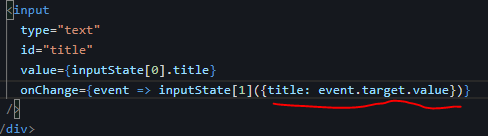 <input
type="text"
id="title"
value={inputState[0].title}
onChange={event => inputState[1]({title: event.target.value})}
/>
/div>